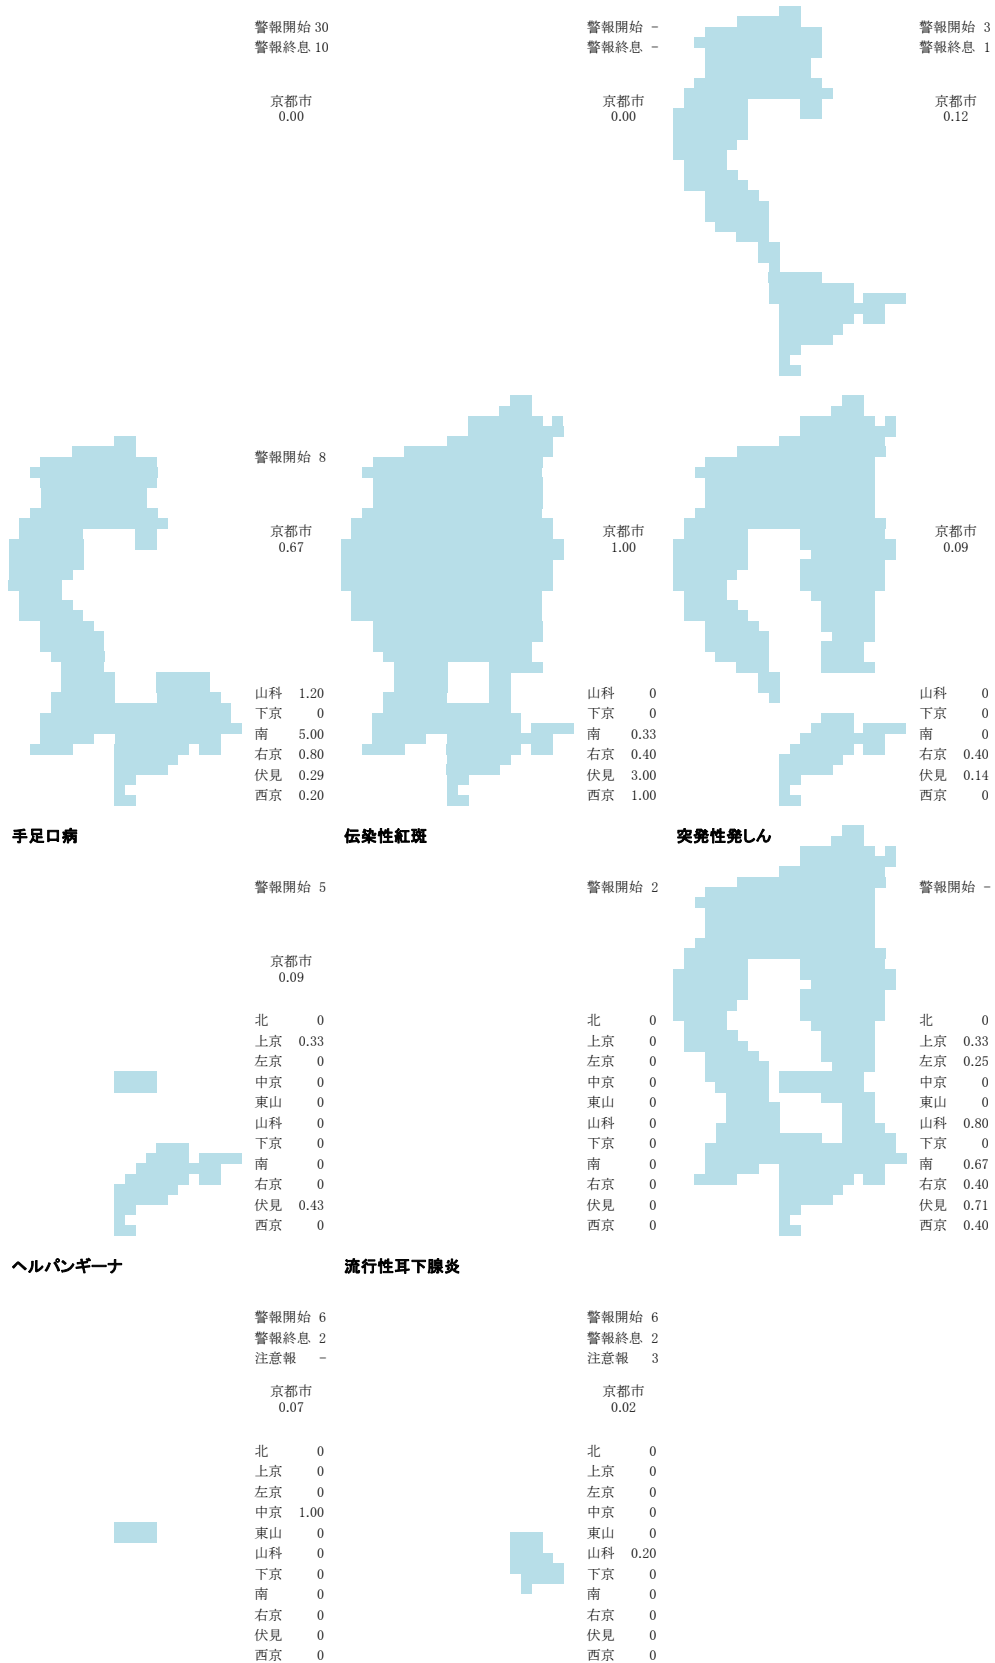 警報開始 30
警報終息 10
京都市
0.00
警報開始 -
警報終息 -
京都市
0.00
警報開始 3
警報終息 1
京都市
0.12
警報開始 8
京都市
0.67
山科 1.20
下京 0
南 5.00
右京 0.80
伏見 0.29
西京 0.20
京都市
1.00
山科 0
下京 0
南 0.33
右京 0.40
伏見 3.00
西京 1.00
京都市
0.09
山科 0
下京 0
南 0
右京 0.40
伏見 0.14
西京 0
手足口病
警報開始 5
京都市
0.09
北 0
上京 0.33
左京 0
中京 0
東山 0
山科 0
下京 0
南 0
右京 0
伏見 0.43
西京 0
伝染性紅斑
警報開始 2
北 0
上京 0
左京 0
中京 0
東山 0
山科 0
下京 0
南 0
右京 0
伏見 0
西京 0
突発性発しん
警報開始 -
北 0
上京 0.33
左京 0.25
中京 0
東山 0
山科 0.80
下京 0
南 0.67
右京 0.40
伏見 0.71
西京 0.40
ヘルパンギーナ
警報開始 6
警報終息 2
注意報 -
京都市
0.07
北 0
上京 0
左京 0
中京 1.00
東山 0
山科 0
下京 0
南 0
右京 0
伏見 0
西京 0
流行性耳下腺炎
警報開始 6
警報終息 2
注意報 3
京都市
0.02
北 0
上京 0
左京 0
中京 0
東山 0
山科 0.20
下京 0
南 0
右京 0
伏見 0
西京 0